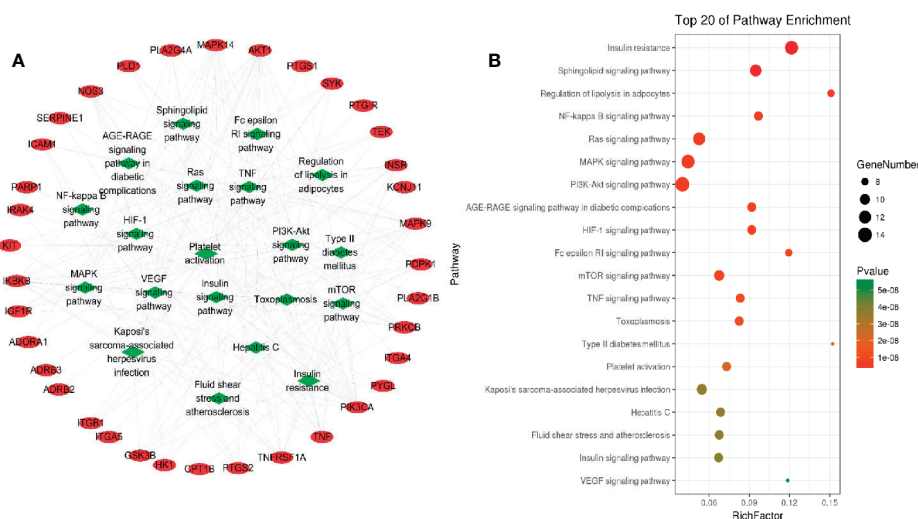 A
PLA2G4A
MAPK14
AKT1
PLD1
PTGS1
NOS3
SYK
SERPINE1
PTGIR
ICAM1
TEK
PARP1
INSR
IRAK4
KCNJ11
KIT
MAPK9
IKBKB
PDPK1
IGF1R
PLA2G1B
ADORA1
PRKCB
ADRB3
ITGA4
ADRB2
PYGL
ITGB1
PIK3CA
ITGA5
TNF
GSK3B
TNFRSF1A
HK1
CPT1B
PTGS2
Sphingolipid
signaling
pathway
Fc epsilon
RI signaling
pathway
AGE-RAGE
signaling
pathway in
diabetic
complications
Ras
signaling
pathway
TNF
signaling
pathway
Regulation
of lipolysis in
adipocytes
NF-kappa B
signaling
pathway
HIF-1
signaling
pathway
Platelet
activation
PI3K-Akt
signaling
pathway
Type II
diabetes
mellitus
MAPK
signaling
pathway
VEGF
signaling
pathway
Insulin
signaling
pathway
Toxoplasmosis
mTOR
signaling
pathway
Kaposi's
sarcoma-associated
herpesvirus
infection
Hepatitis C
Fluid shear
stress and
atherosclerosis
Insulin
resistance
B
Top 20 of Pathway Enrichment
Pathway
Insulin resistance
Sphingolipid signaling pathway
Regulation of lipolysis in adipocytes
NF-kappa B signaling pathway
Ras signaling pathway
MAPK signaling pathway
PI3K-Akt signaling pathway
AGE-RAGE signaling pathway in diabetic complications
HIF-1 signaling pathway
Fc epsilon RI signaling pathway
mTOR signaling pathway
TNF signaling pathway
Toxoplasmosis
Type II diabetes mellitus
Platelet activation
Kaposi's sarcoma-associated herpesvirus infection
Hepatitis C
Fluid shear stress and atherosclerosis
Insulin signaling pathway
VEGF signaling pathway
0.06 0.09 0.12 0.15
RichFactor
GeneNumber
8
10
12
14
Pvalue
5e-08
4e-08
3e-08
2e-08
1e-08